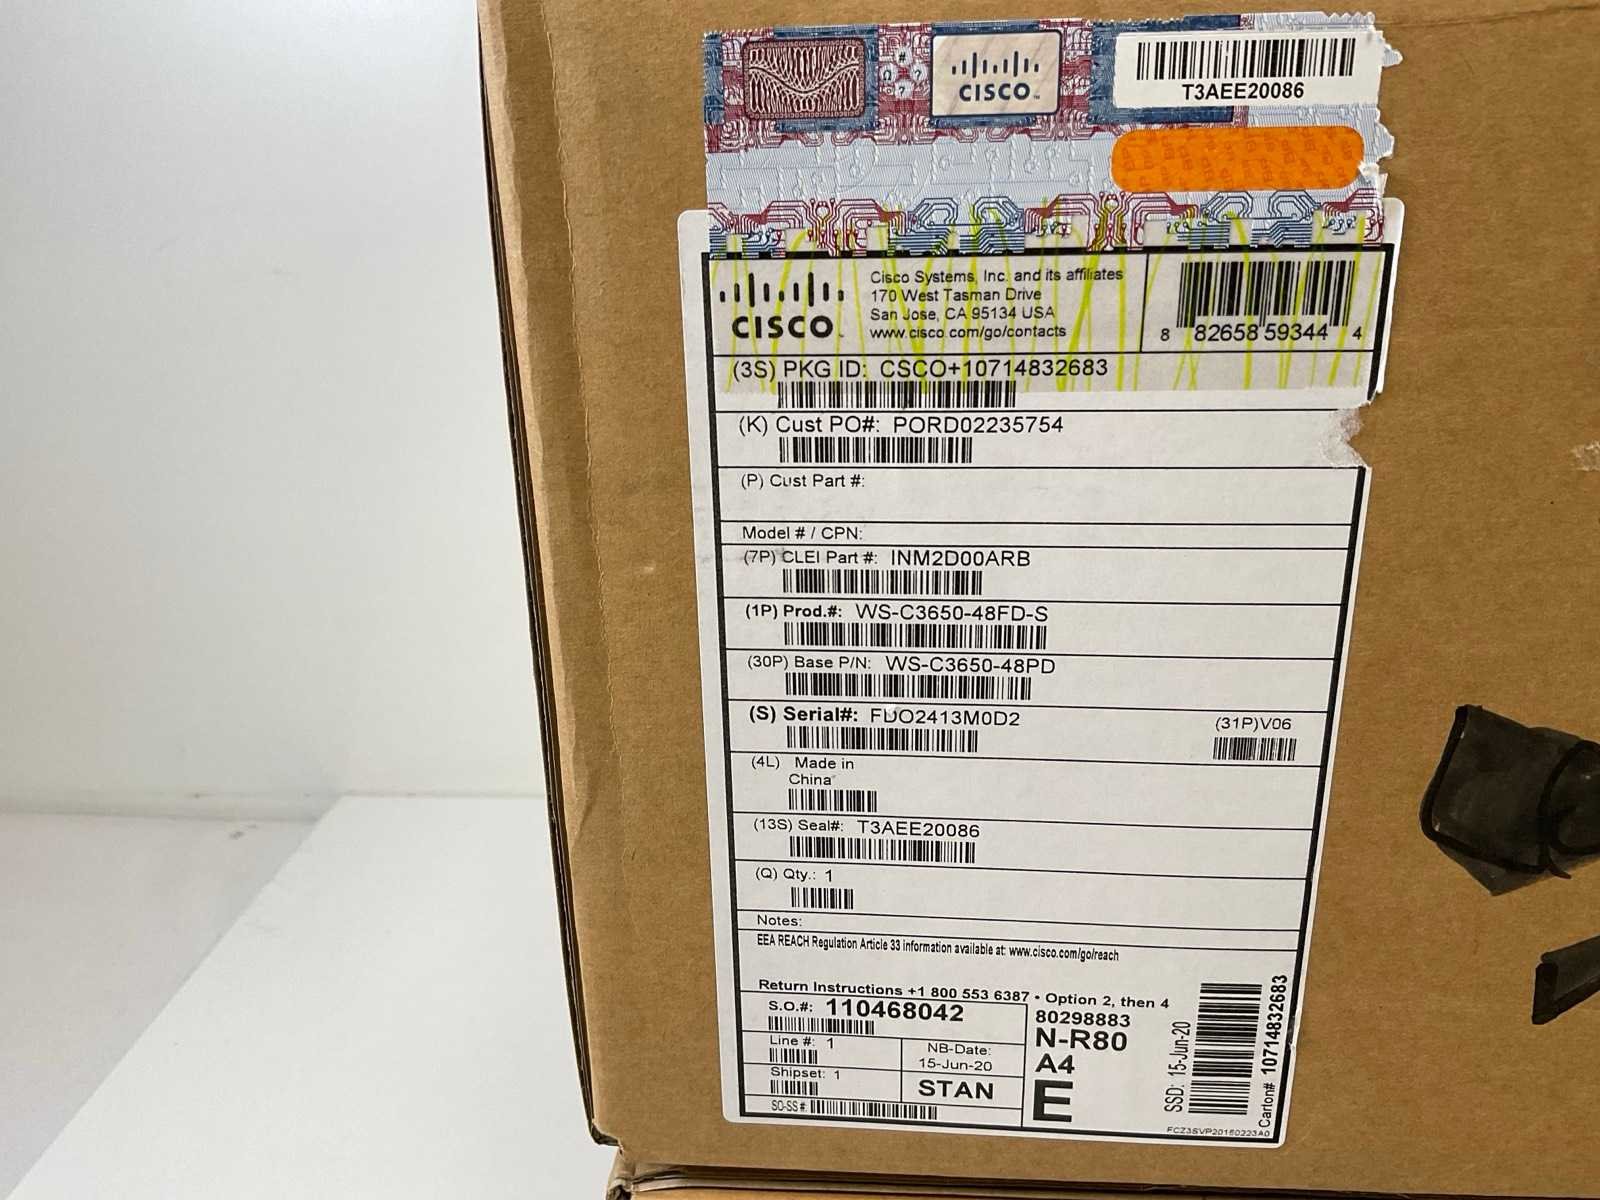 CISCO™
T3AEE20086
CISCO
Cisco Systems, Inc. and its affiliates
170 West Tasman Drive
San Jose, CA 95134 USA
www.cisco.com/go/contacts
8 82658 59344 4
(3S) PKG ID: CSCO+10714832683
(K) Cust PO#: PORD02235754
(P) Cust Part #:
Model # / CPN:
(7P) CLEI Part #: INM2D00ARB
(1P) Prod.#: WS-C3650-48FD-S
(30P) Base P/N: WS-C3650-48PD
(S) Serial#: FDO2413M0D2
(31P)V06
(4L) Made in
China
(13S) Seal#: T3AEE20086
(Q) Qty.: 1
Notes:
EEA REACH Regulation Article 33 information available at: www.cisco.com/go/reach
Return Instructions +1 800 553 6387 • Option 2, then 4
S.O.#: 110468042
Line #: 1
Shipset: 1
SO-SS #:
NB-Date:
15-Jun-20
STAN
80298883
N-R80
A4
E
SSD: 15-Jun-20
Carton# 10714832683
FCZ3SVP20160223A0